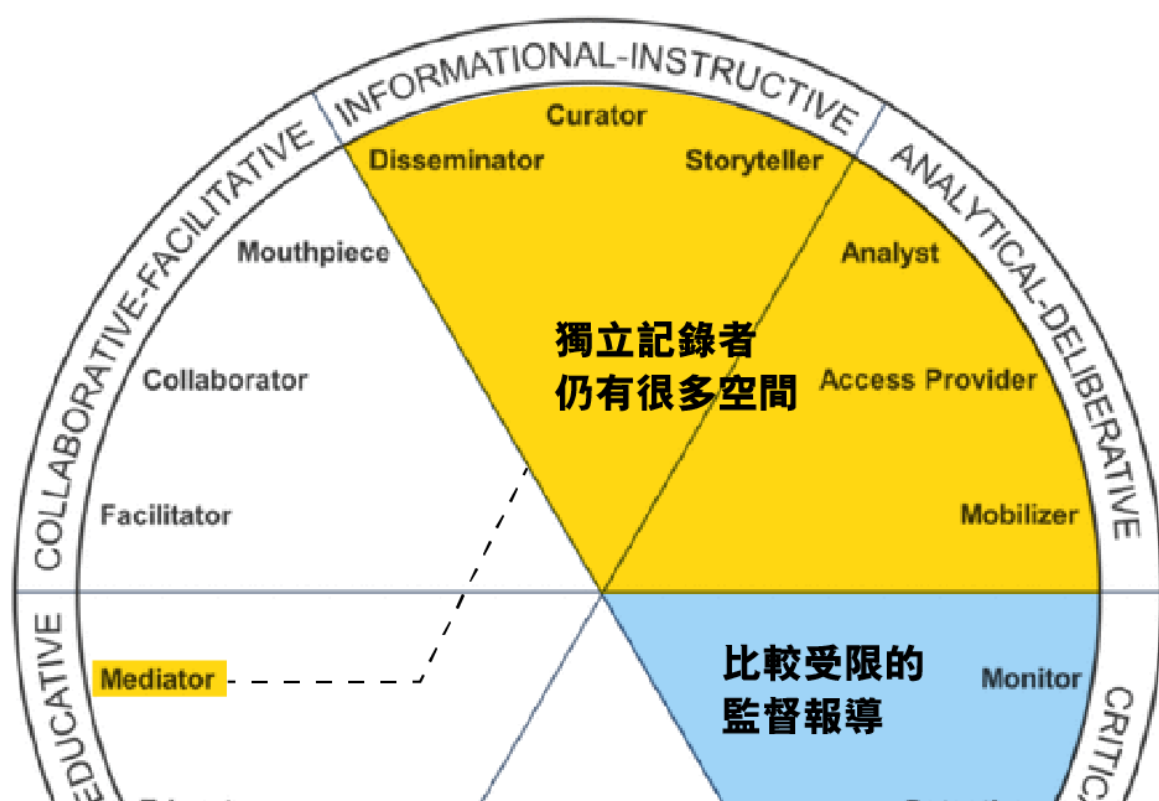 INFORMATIONAL-INSTRUCTIVE
COLLABORATIVE-FACILITATIVE
ANALYTICAL-DELIBERATIVE
Curator
Disseminator
Storyteller
Mouthpiece
Analyst
獨立記錄者
仍有很多空間
Collaborator
Access Provider
Facilitator
Mobilizer
Mediator
比較受限的
監督報導
Monitor
EDUCATIVE